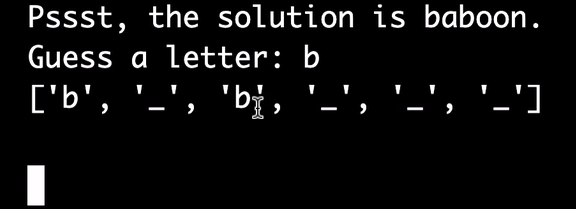 Pssst, the solution is baboon.
Guess a letter: b
['b', '_', 'b', '_', '_', '_']